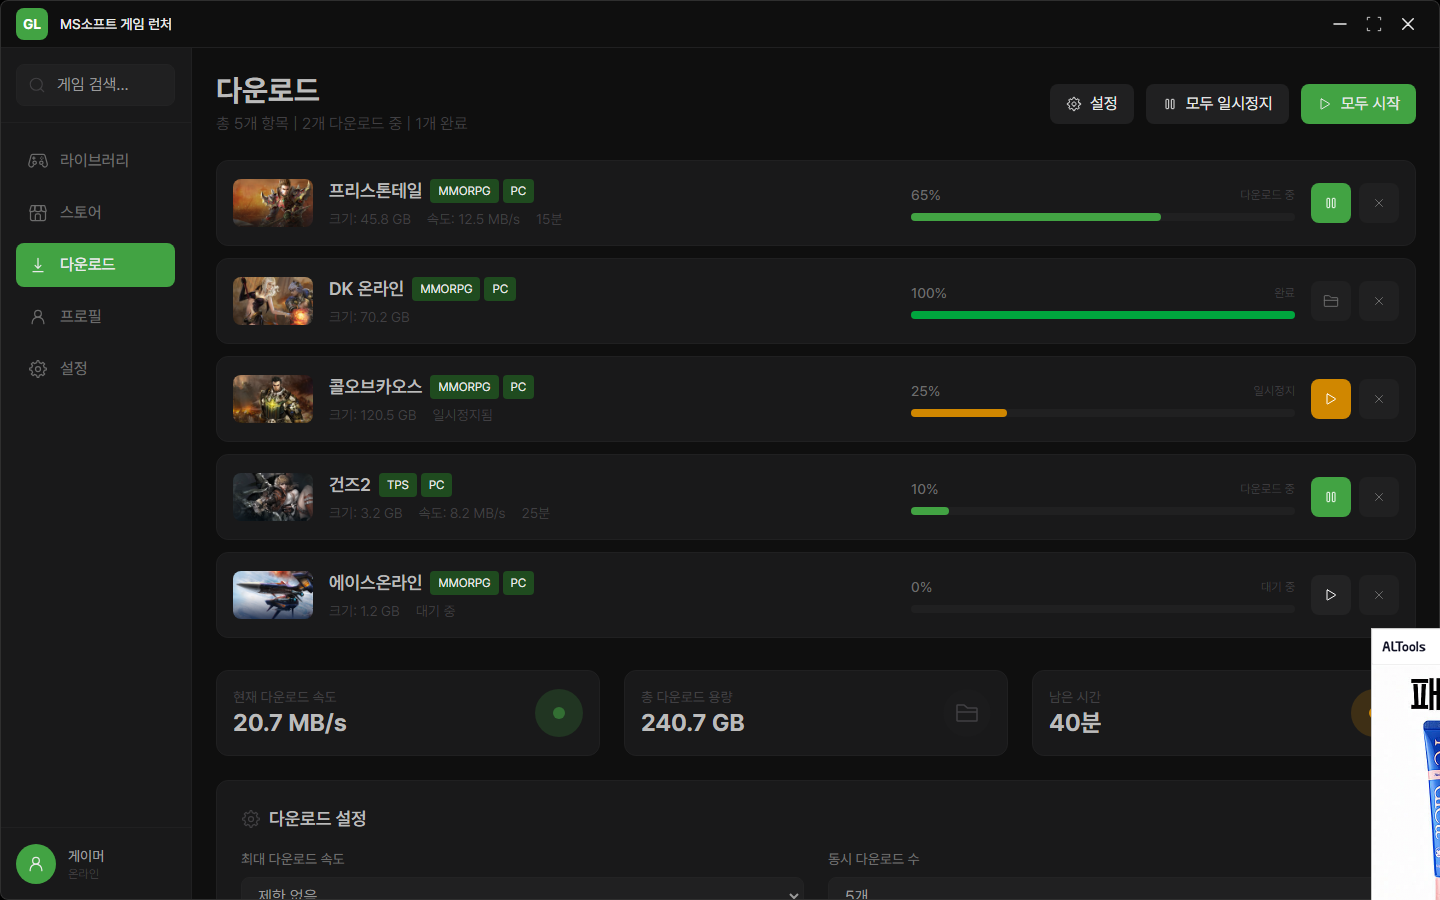 GL MS소프트 게임 런처
게임 검색...
라이브러리
스토어
다운로드
프로필
설정
게이머
온라인
다운로드
총 5개 항목 | 2개 다운로드 중 | 1개 완료
설정 모두 일시정지 모두 시작
프리스톤테일 MMORPG PC
크기: 45.8 GB 속도: 12.5 MB/s 15분
65% 다운로드 중
DK 온라인 MMORPG PC
크기: 70.2 GB
100% 완료
콜오브카오스 MMORPG PC
크기: 120.5 GB 일시정지됨
25% 일시정지
건즈2 TPS PC
크기: 3.2 GB 속도: 8.2 MB/s 25분
10% 다운로드 중
에이스온라인 MMORPG PC
크기: 1.2 GB 대기 중
0% 대기 중
현재 다운로드 속도
20.7 MB/s
총 다운로드 용량
240.7 GB
남은 시간
40분
다운로드 설정
최대 다운로드 속도
제한 없음
동시 다운로드 수
5개
ALTools
패